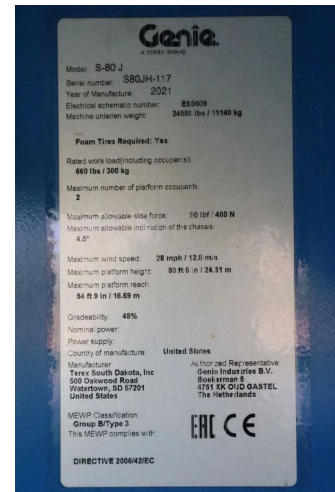 Genie
A TEREX BRAND
Model: S-80 J
Serial number: S80JH-117
Year of Manufacture: 2021
Electrical schematic number:
Machine unladen weight: lbs / 11140 kg
Foam Tires Required: Yes
Rated work load(including occupants):
660 lbs / 300 kg
Maximum number of platform occupants:
2
Maximum allowable side force: 90 lbf / 400 N
Maximum allowable inclination of the chassis:
4.5°
Maximum wind speed: 28 mph / 12.5 m/s
Maximum platform height: 80 ft 5 in / 24.51 m
Maximum platform reach:
54 ft 9 in / 16.69 m
Gradeability: 45%
Nominal power:
Power supply:
Country of manufacture: United States
Manufacturer:
Terex South Dakota, Inc
500 Oakwood Road
Watertown, SD 57201
United States
Authorized Representative:
Genie Industries B.V.
Boekerman 5
4751 XK OUD GASTEL
The Netherlands
MEWP Classification:
Group B/Type 3
This MEWP complies with:
EAC CE
DIRECTIVE 2006/42/EC